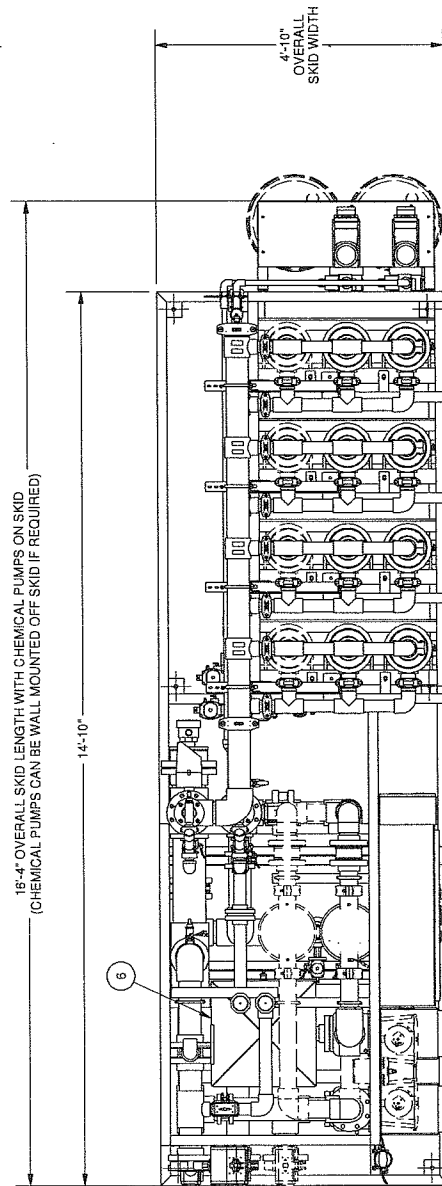 16'-4" OVERALL SKID LENGTH WITH CHEMICAL PUMPS ON SKID
(CHEMICAL PUMPS CAN BE WALL MOUNTED OFF SKID IF REQUIRED)
14'-10"
4'-10"
OVERALL
SKID WIDTH
6